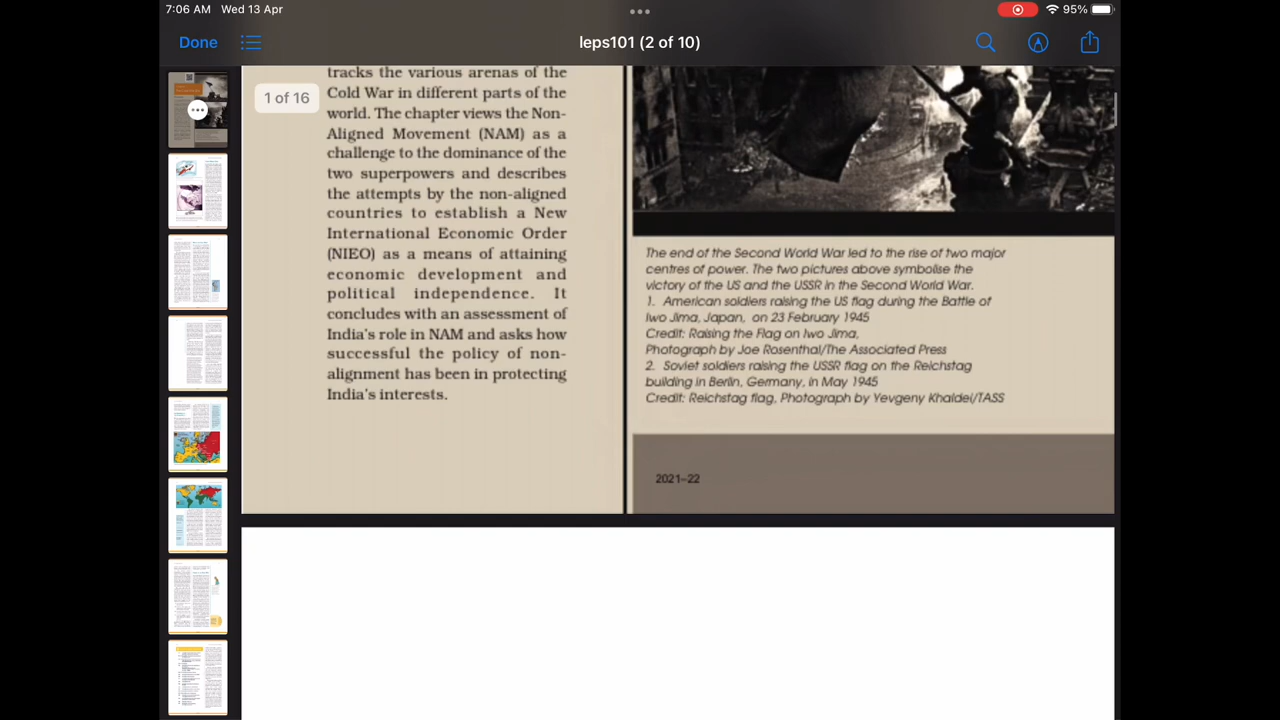 7:06 AM Wed 13 Apr
95%
Done
leps101 (2 of 10)
1 of 16
tracks the various arenas of the
Cold War in different parts of the
world. The chapter views the Non-
Aligned Movement (NAM) as a
challenge to the dominance of the
two superpowers and describes
the attempts by the non-aligned
countries to establish a New
International Economic Order
(NIEO) as a means of attaining
economic development and
political independence. It
concludes with an assessment of
India's role in NAM and asks how
successful the policy of non-
alignment has been in protecting
India's interests.
The end of the Second World War led to the rise of two major
centres of power. The two pictures above symbolise the
victory of the US and the USSR in the Second World War.
1. American soldiers raising the US flag during the Battle of
Iwo Jima, Japan, on 23 February 1945
Credit: Raising the Flag on Iwo Jima,
Photograph by Joe Rosenthal/The Associated Press
2. Soviet soldiers raising the USSR flag on the Reichstag
building in Berlin, Germany, in May 1945
Credit: Reichstag flag, Photograph by Yevgeny Khaldei/TASS
2021–22